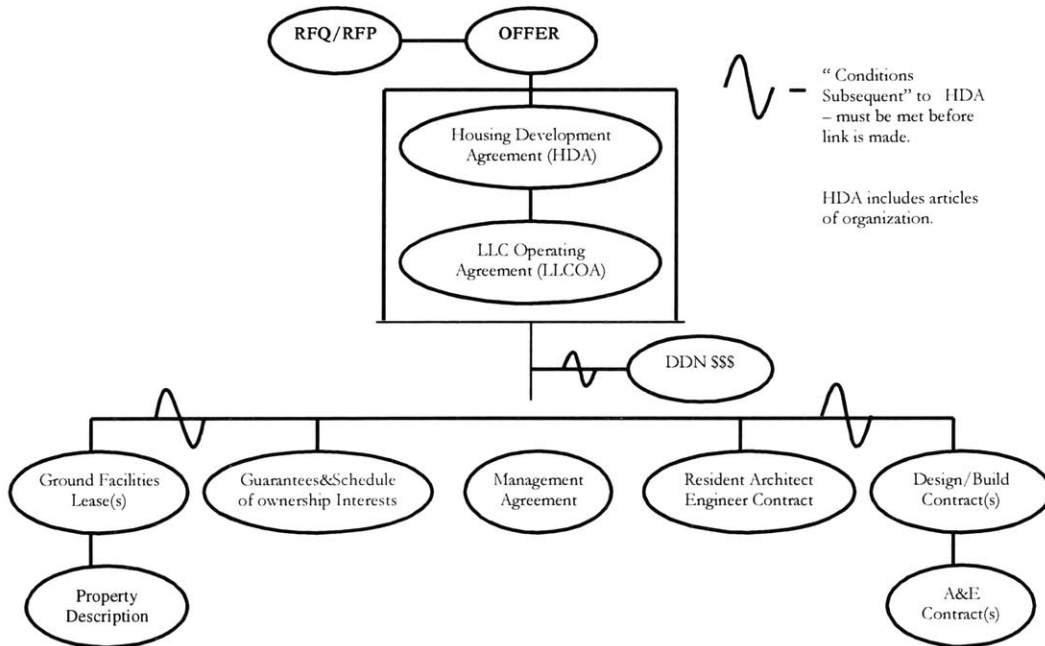 RFQ/RFP
OFFER
“ Conditions
Subsequent” to HDA
– must be met before
link is made.
HDA includes articles
of organization.
Housing Development
Agreement (HDA)
LLC Operating
Agreement (LLCOA)
DDN $$$
Ground Facilities
Lease(s)
Guarantees&Schedule
of ownership Interests
Management
Agreement
Resident Architect
Engineer Contract
Design/Build
Contract(s)
Property
Description
A&E
Contract(s)